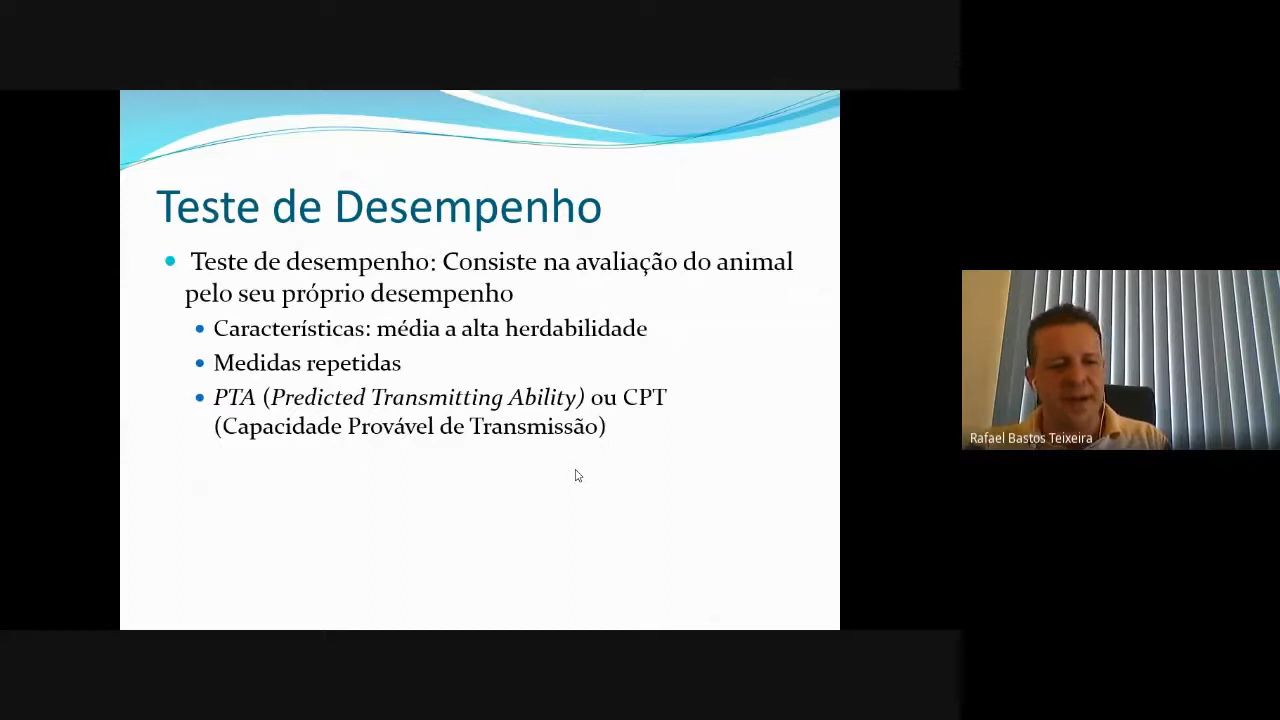 Teste de Desempenho
Teste de desempenho: Consiste na avaliação do animal
pelo seu próprio desempenho
Características: média a alta herdabilidade
Medidas repetidas
PTA (Predicted Transmitting Ability) ou CPT
(Capacidade Provável de Transmissão)
Rafael Bastos Teixeira